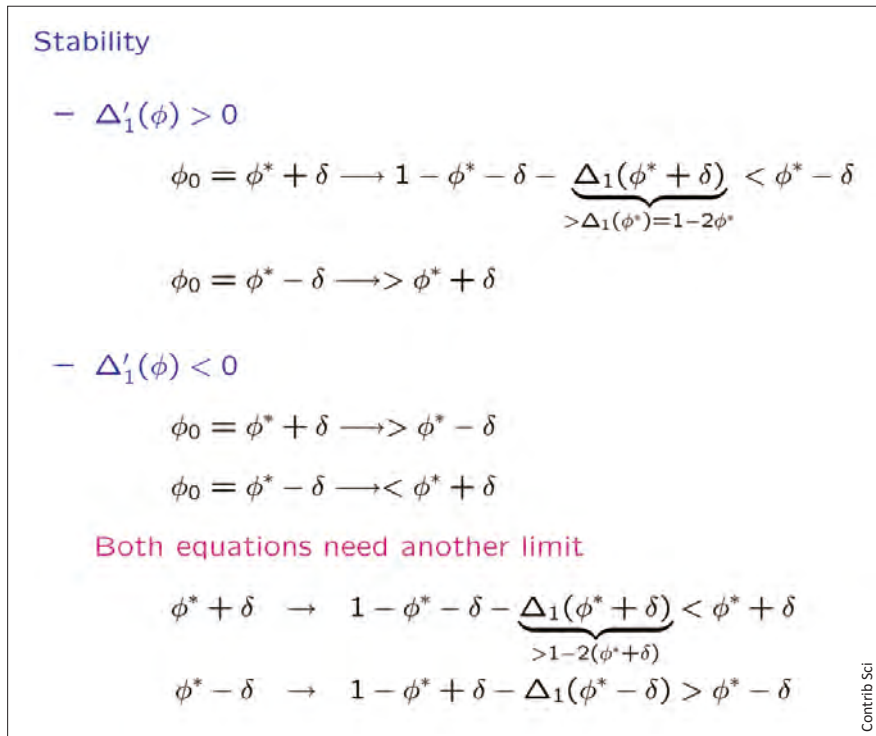 Stability
− Δ′₁(ϕ) > 0
ϕ₀ = ϕ* + δ ⟶ 1 − ϕ* − δ − Δ₁(ϕ* + δ) < ϕ* − δ
>Δ₁(ϕ*)=1−2ϕ*
ϕ₀ = ϕ* − δ ⟶> ϕ* + δ
− Δ′₁(ϕ) < 0
ϕ₀ = ϕ* + δ ⟶> ϕ* − δ
ϕ₀ = ϕ* − δ ⟶< ϕ* + δ
Both equations need another limit
ϕ* + δ → 1 − ϕ* − δ − Δ₁(ϕ* + δ) < ϕ* + δ
>1−2(ϕ*+δ)
ϕ* − δ → 1 − ϕ* + δ − Δ₁(ϕ* − δ) > ϕ* − δ
Contrib Sci